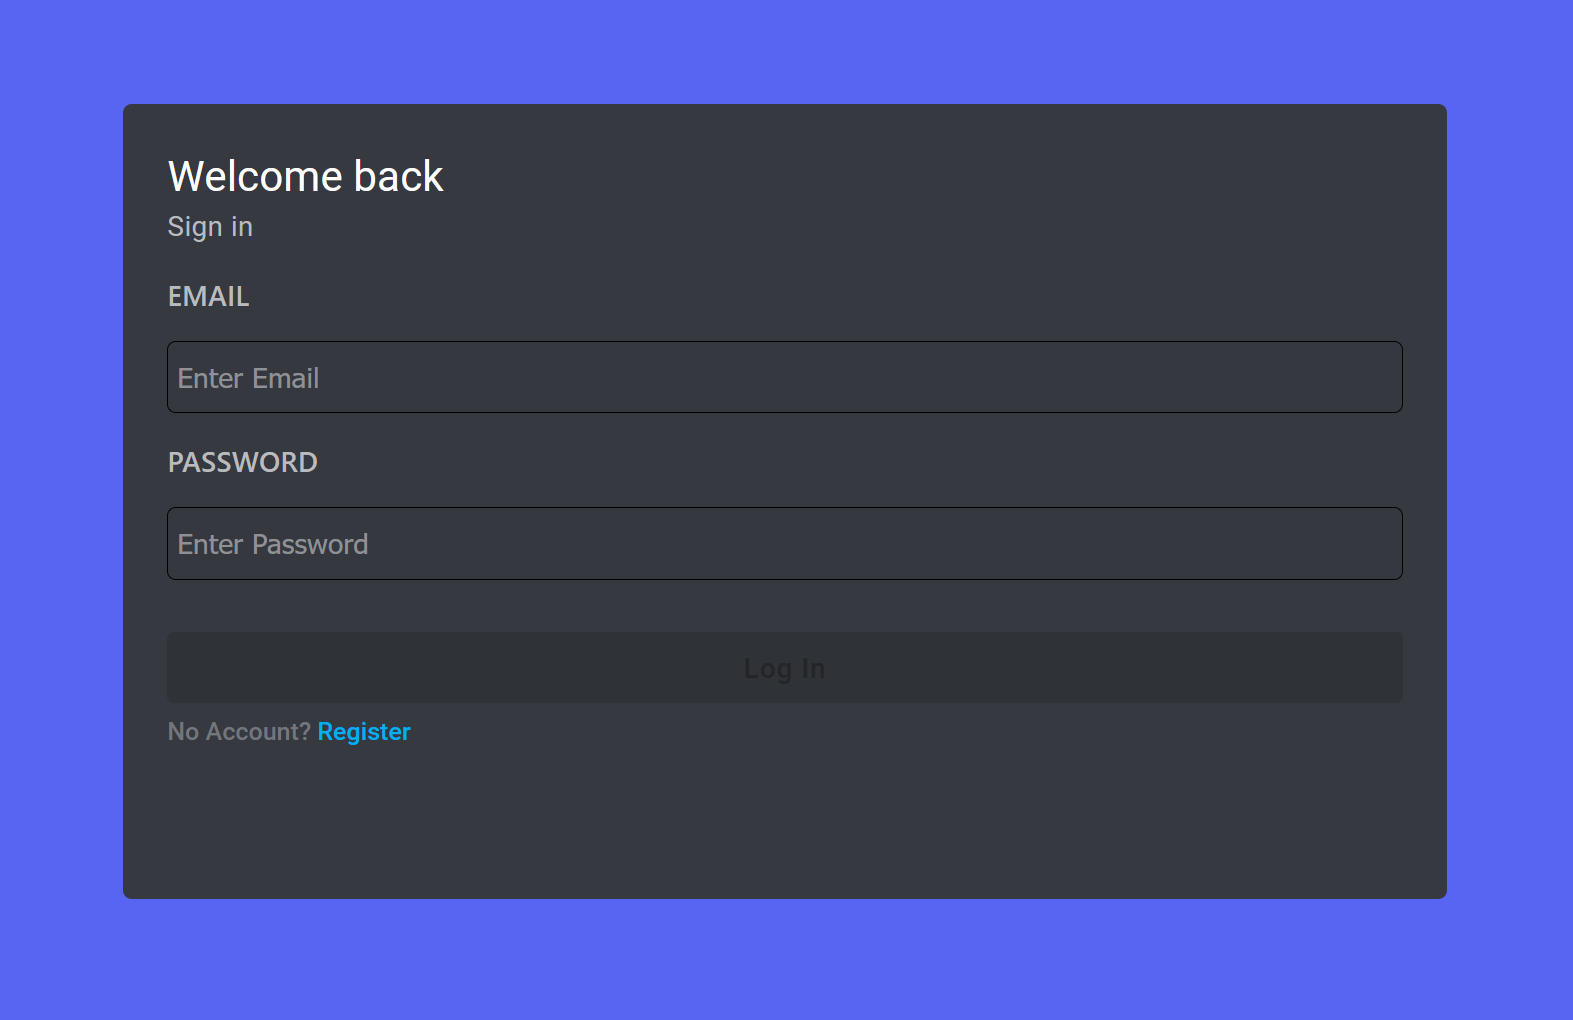 Welcome back
Sign in
EMAIL
Enter Email
PASSWORD
Enter Password
Log In
No Account? Register